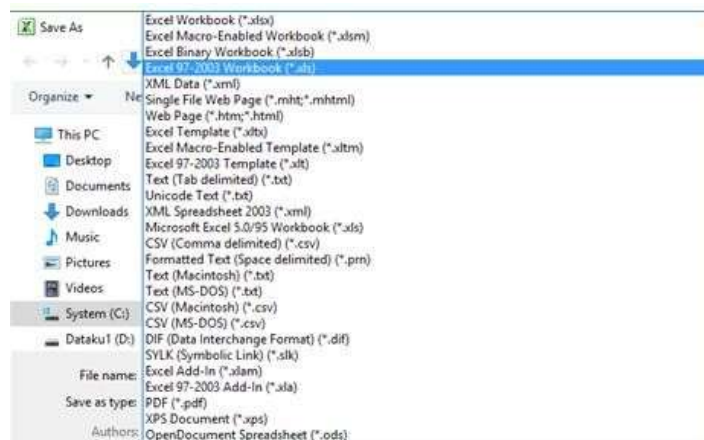 Save As
Organize
Ne
This PC
Desktop
Documents
Downloads
Music
Pictures
Videos
System (C:)
Dataku1 (D:)
File name:
Save as type:
Authors:
Excel Workbook (*.xlsx)
Excel Macro-Enabled Workbook (*.xlsm)
Excel Binary Workbook (*.xlsb)
Excel 97-2003 Workbook (*.xls)
XML Data (*.xml)
Single File Web Page (*.mht;*.mhtml)
Web Page (*.htm;*.html)
Excel Template (*.xltx)
Excel Macro-Enabled Template (*.xltm)
Excel 97-2003 Template (*.xlt)
Text (Tab delimited) (*.txt)
Unicode Text (*.txt)
XML Spreadsheet 2003 (*.xml)
Microsoft Excel 5.0/95 Workbook (*.xls)
CSV (Comma delimited) (*.csv)
Formatted Text (Space delimited) (*.prn)
Text (Macintosh) (*.txt)
Text (MS-DOS) (*.txt)
CSV (Macintosh) (*.csv)
CSV (MS-DOS) (*.csv)
DIF (Data Interchange Format) (*.dif)
SYLK (Symbolic Link) (*.slk)
Excel Add-In (*.xlam)
Excel 97-2003 Add-In (*.xla)
PDF (*.pdf)
XPS Document (*.xps)
OpenDocument Spreadsheet (*.ods)